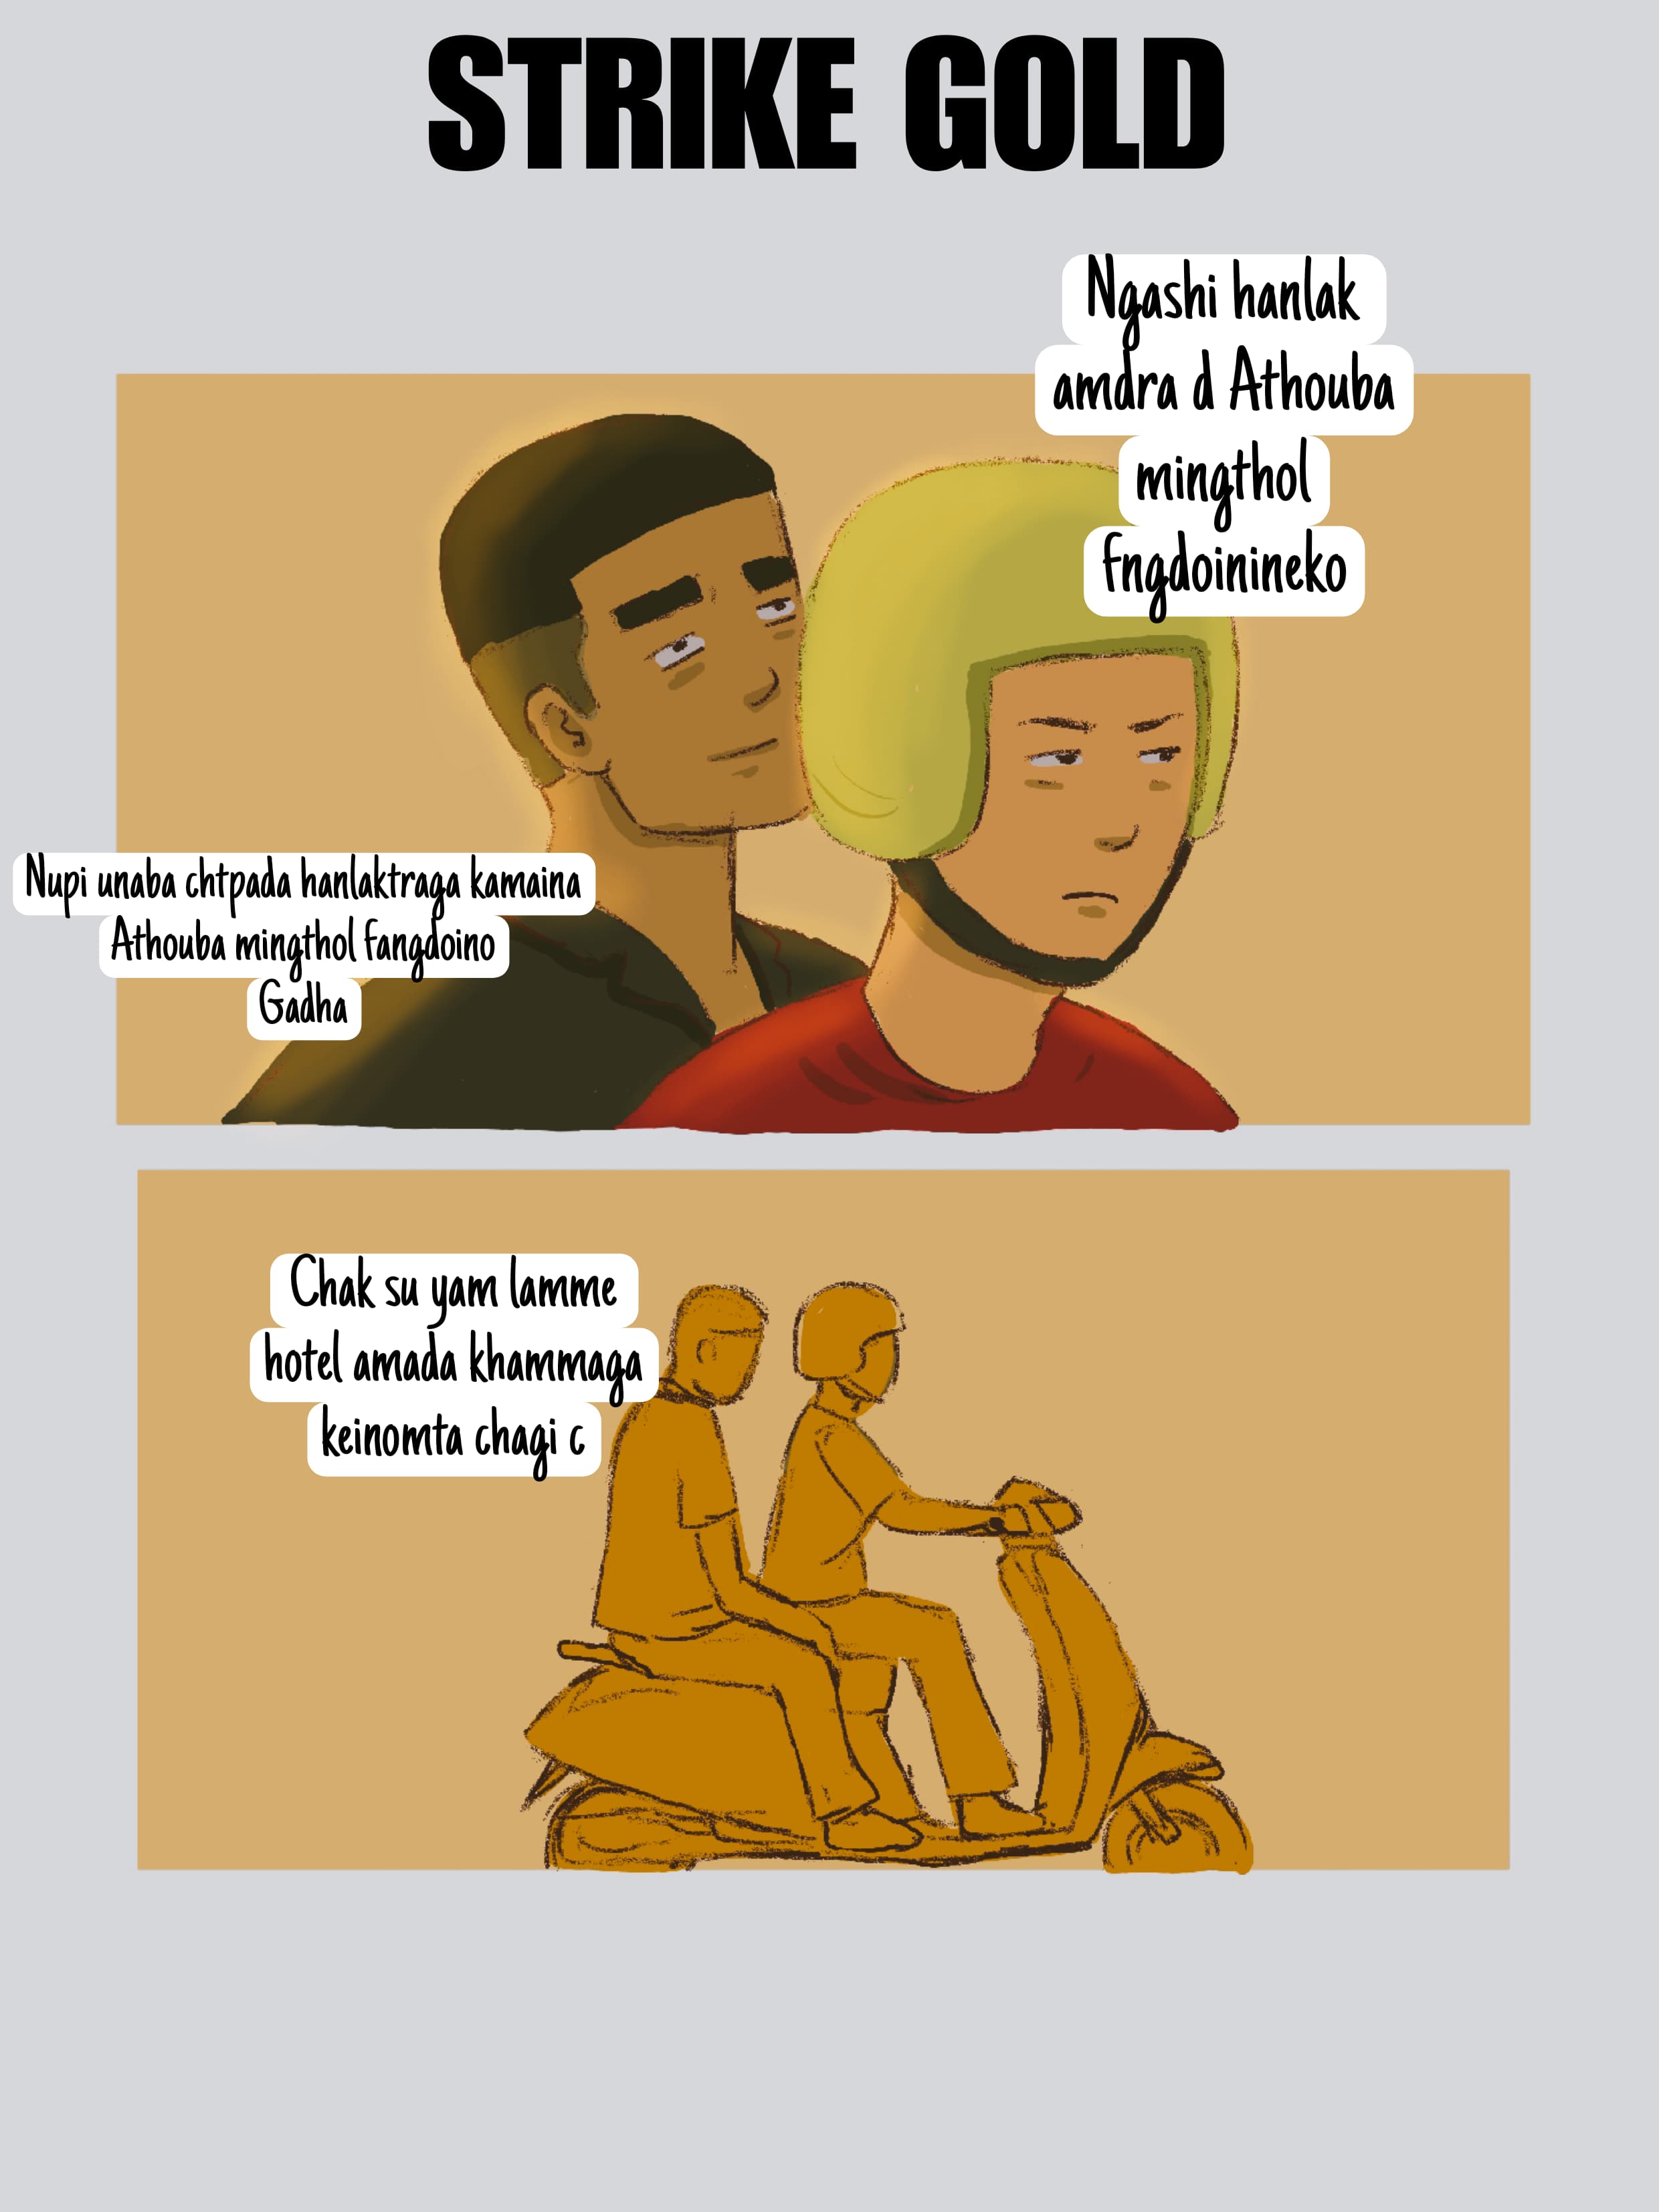 STRIKE GOLD
Ngashi hanlak
amdra d Athouba
mingthol
fngdoinineko
Nupi unaba chtpada hanlaktraga kamaina
Athouba mingthol fangdoino
Gadha
Chak su yam lamme
hotel amada khammaga
keinomta chagi c